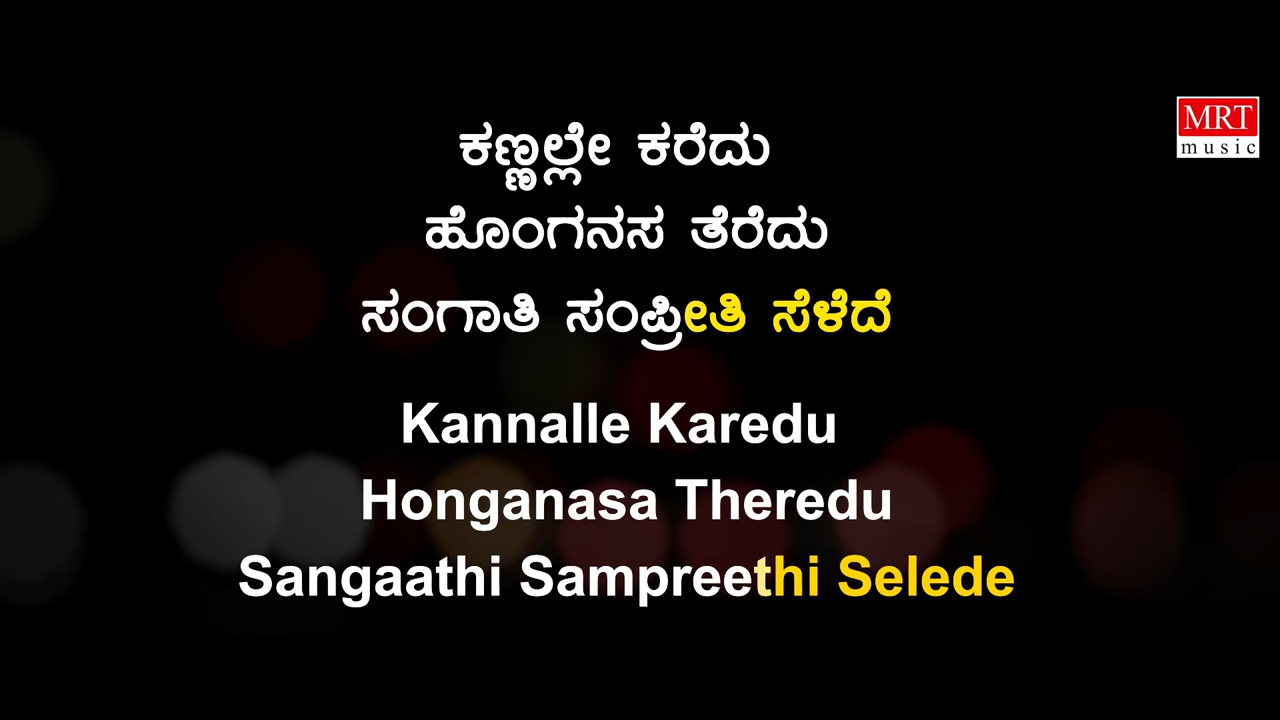 MRT
music
ಕಣ್ಣಲ್ಲೇ ಕರೆದು
ಹೊಂಗನಸ ತೆರೆದು
ಸಂಗಾತಿ ಸಂಪ್ರೀತಿ ಸೆಳೆದೆ
Kannalle Karedu
Honganasa Theredu
Sangaathi Sampreethi Selede